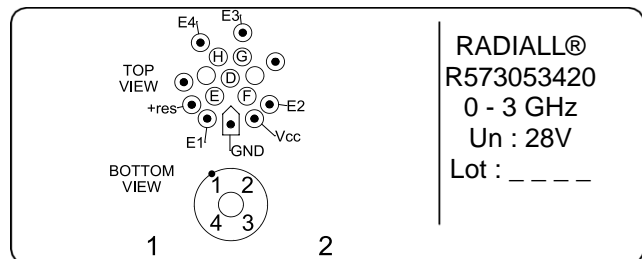 E3
E4
H G
TOP
VIEW
D
E F
+res
E2
E1
Vcc
GND
BOTTOM
VIEW
1 2
4 3
1 2
RADIALL®
R573053420
0 - 3 GHz
Un : 28V
Lot : _ _ _ _